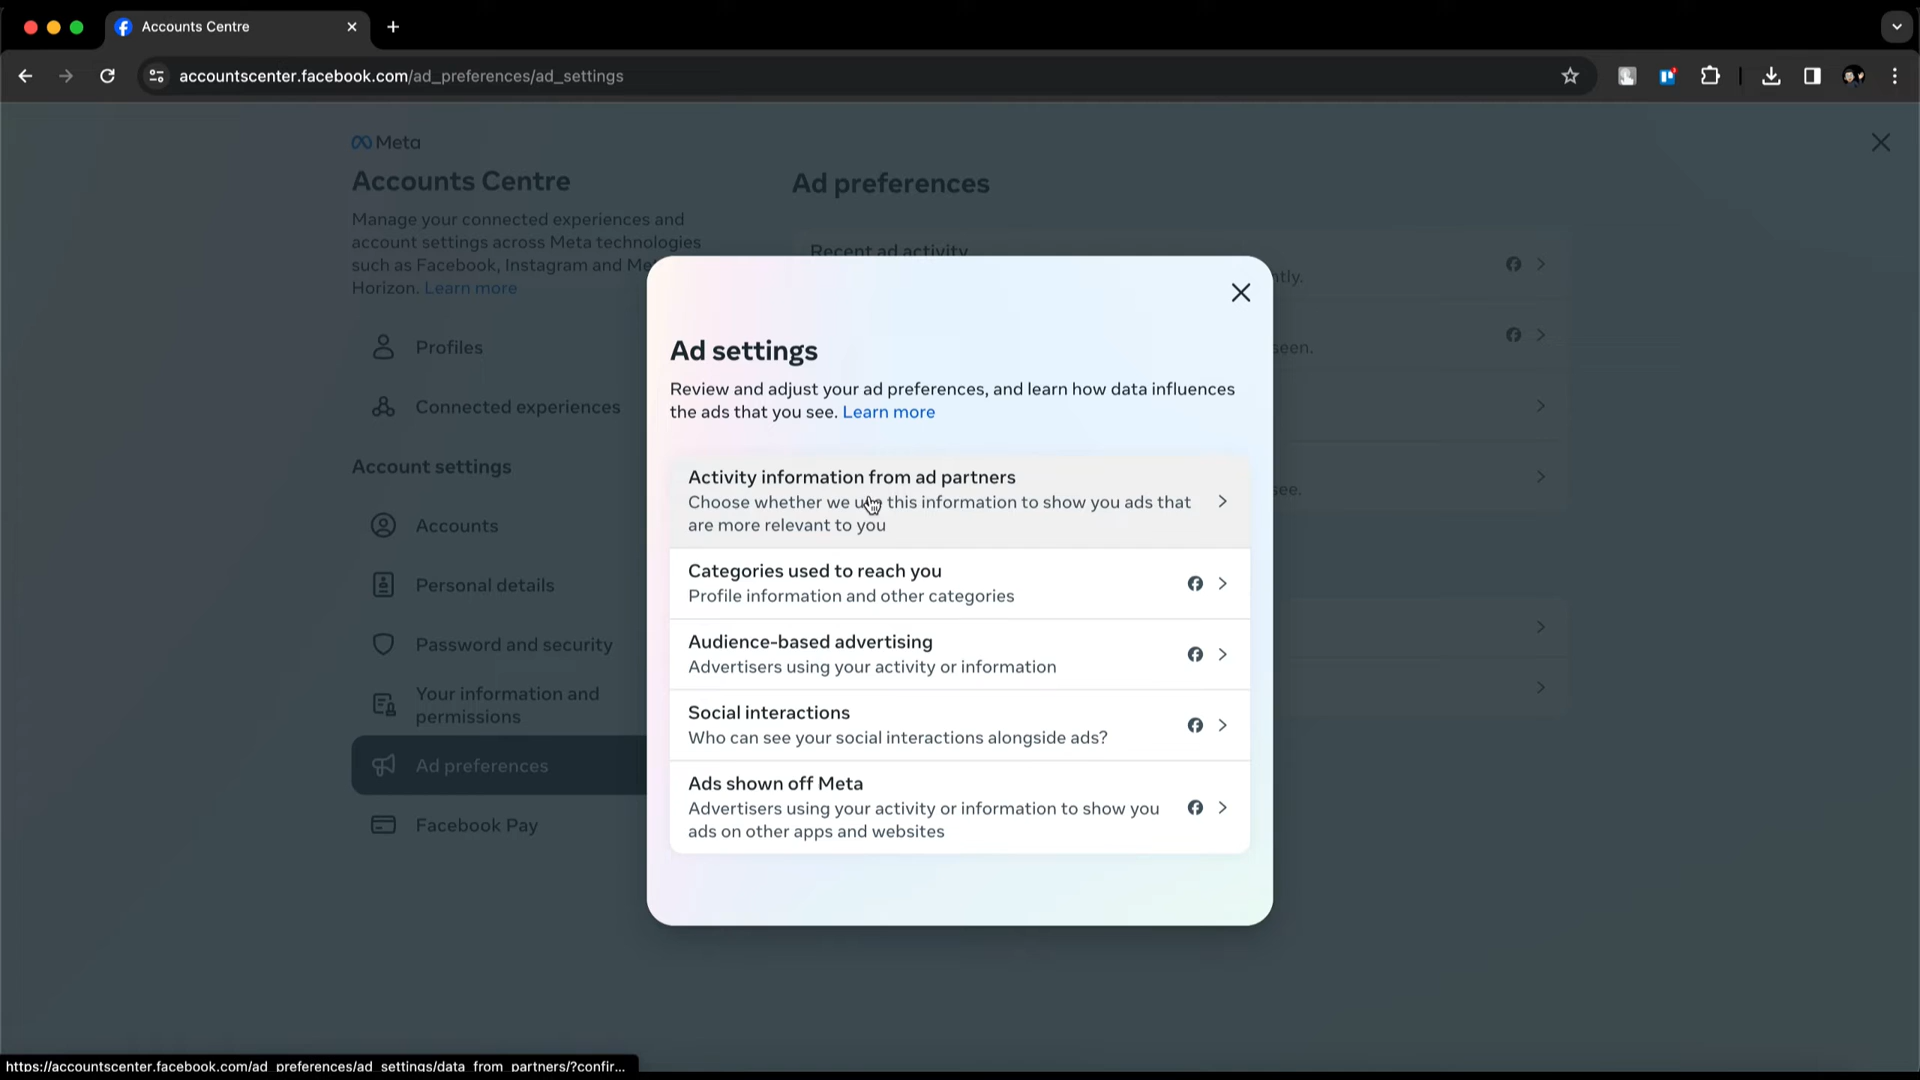 Accounts Centre
accountscenter.facebook.com/ad_preferences/ad_settings
Meta
Accounts Centre
Manage your connected experiences and
account settings across Meta technologies
such as Facebook, Instagram and
Horizon. Learn more
Profiles
Connected experiences
Account settings
Accounts
Personal details
Password and security
Your information and
permissions
Ad preferences
Facebook Pay
Ad preferences
Recent ad activity
seen.
Ad settings
Review and adjust your ad preferences, and learn how data influences
the ads that you see. Learn more
Activity information from ad partners
Choose whether we use this information to show you ads that
are more relevant to you
Categories used to reach you
Profile information and other categories
Audience-based advertising
Advertisers using your activity or information
Social interactions
Who can see your social interactions alongside ads?
Ads shown off Meta
Advertisers using your activity or information to show you
ads on other apps and websites
https://accountscenter.facebook.com/ad_preferences/ad_settings/data_from_partners/?confir...